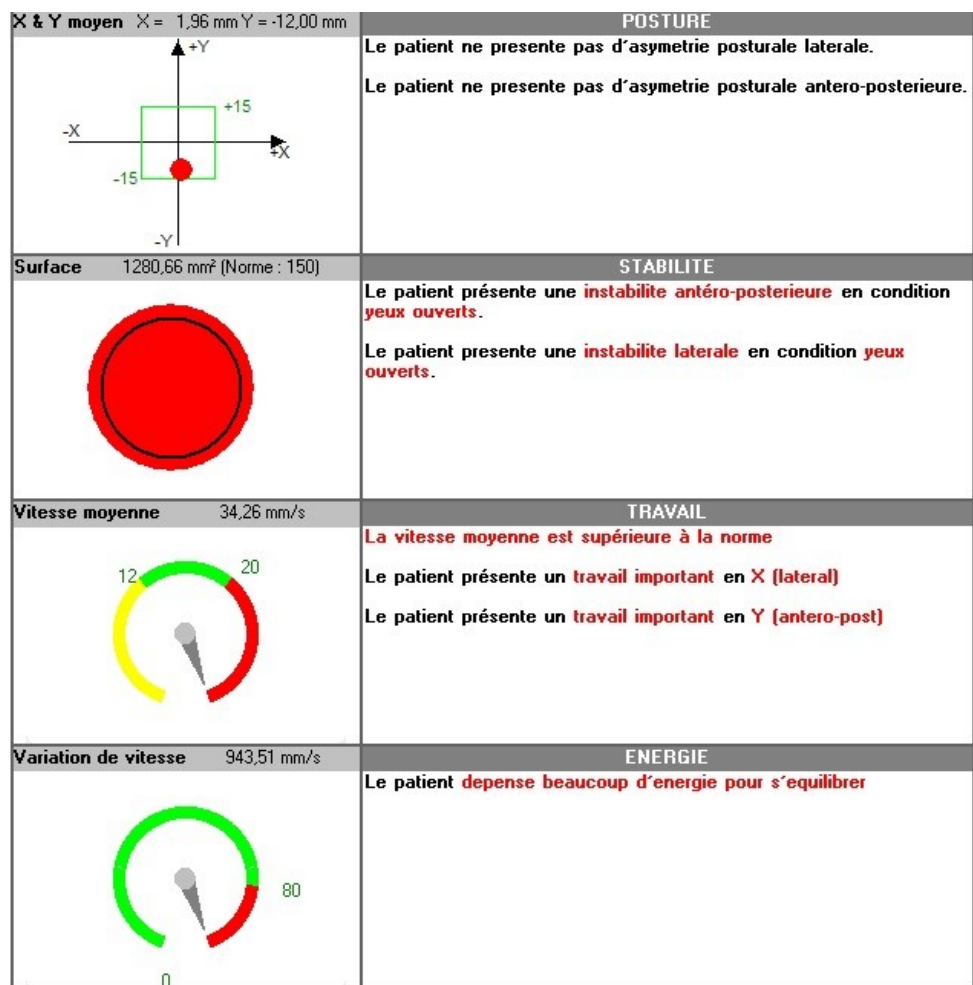 X & Y moyen X = 1,96 mm Y = -12,00 mm
+Y
+15
-X
+X
-15
-Y
POSTURE
Le patient ne presente pas d´asymetrie posturale laterale.
Le patient ne presente pas d´asymetrie posturale antero-posterieure.
Surface 1280,66 mm² (Norme : 150)
STABILITE
Le patient présente une instabilite antéro-posterieure en condition
yeux ouverts.
Le patient presente une instabilite laterale en condition yeux
ouverts.
Vitesse moyenne 34,26 mm/s
12
20
TRAVAIL
La vitesse moyenne est supérieure à la norme
Le patient présente un travail important en X (lateral)
Le patient présente un travail important en Y (antero-post)
Variation de vitesse 943,51 mm/s
80
0
ENERGIE
Le patient depense beaucoup d´energie pour s´equilibrer